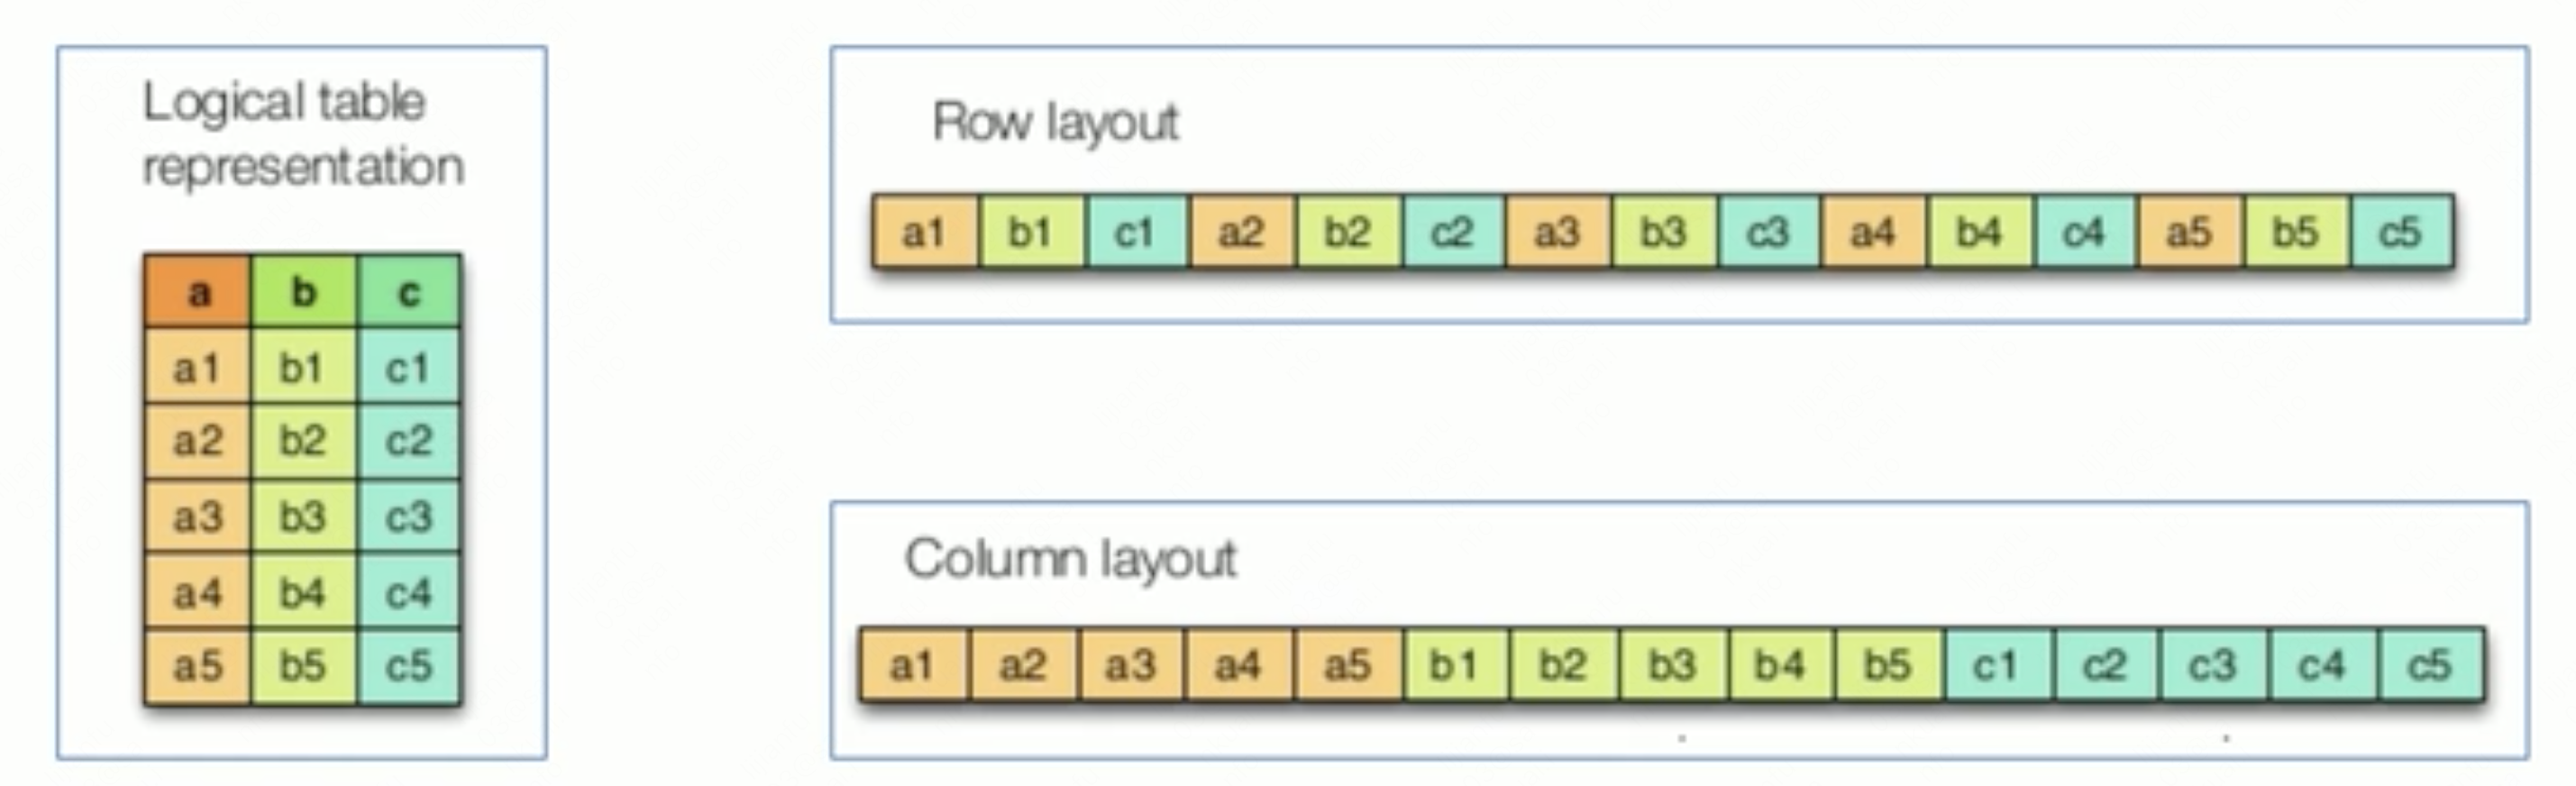 Logical table
representation
a b c
a1 b1 c1
a2 b2 c2
a3 b3 c3
a4 b4 c4
a5 b5 c5
Row layout
a1 b1 c1 a2 b2 c2 a3 b3 c3 a4 b4 c4 a5 b5 c5
Column layout
a1 a2 a3 a4 a5 b1 b2 b3 b4 b5 c1 c2 c3 c4 c5